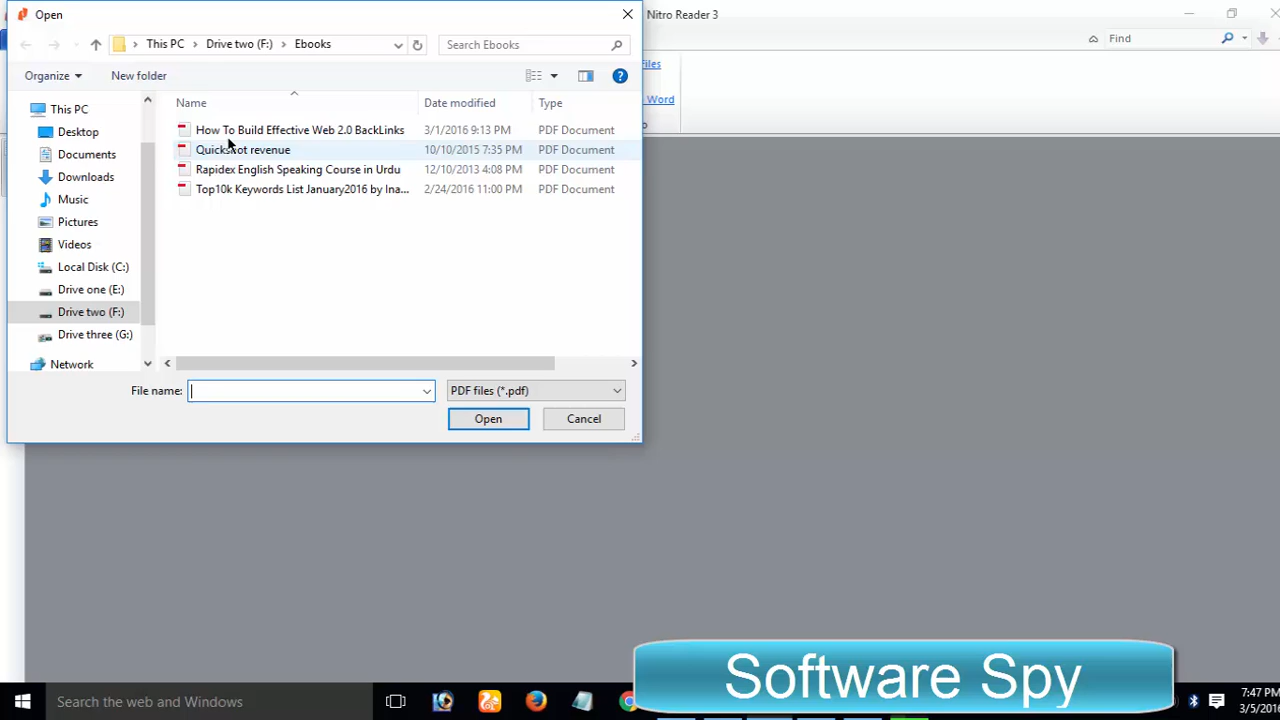 Open
Nitro Reader 3
This PC > Drive two (F:) > Ebooks
Search Ebooks
Find
Organize
New folder
Files
Word
Name
Date modified
Type
This PC
Desktop
Documents
Downloads
Music
Pictures
Videos
Local Disk (C:)
Drive one (E:)
Drive two (F:)
Drive three (G:)
Network
How To Build Effective Web 2.0 BackLinks 3/1/2016 9:13 PM PDF Document
Quickshot revenue 10/10/2015 7:35 PM PDF Document
Rapidex English Speaking Course in Urdu 12/10/2013 4:08 PM PDF Document
Top10k Keywords List January2016 by Ina... 2/24/2016 11:00 PM PDF Document
File name:
PDF files (*.pdf)
Open
Cancel
Software Spy
Search the web and Windows
7:47 PM
3/5/2016